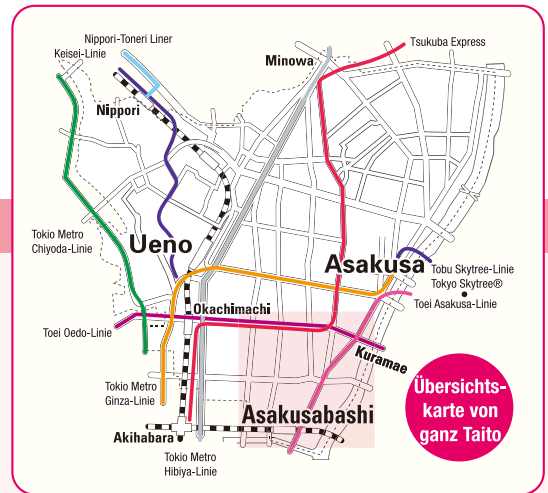 Nippori-Toneri Liner
Keisei-Linie
Tsukuba Express
Minowa
Nippori
Tokio Metro
Chiyoda-Linie
Ueno
Asakusa
Tobu Skytree-Linie
Tokyo Skytree®
Toei Asakusa-Linie
Okachimachi
Toei Oedo-Linie
Kuramae
Tokio Metro
Ginza-Linie
Asakusabashi
Akihabara
Tokio Metro
Hibiya-Linie
Übersichts-
karte von
ganz Taito